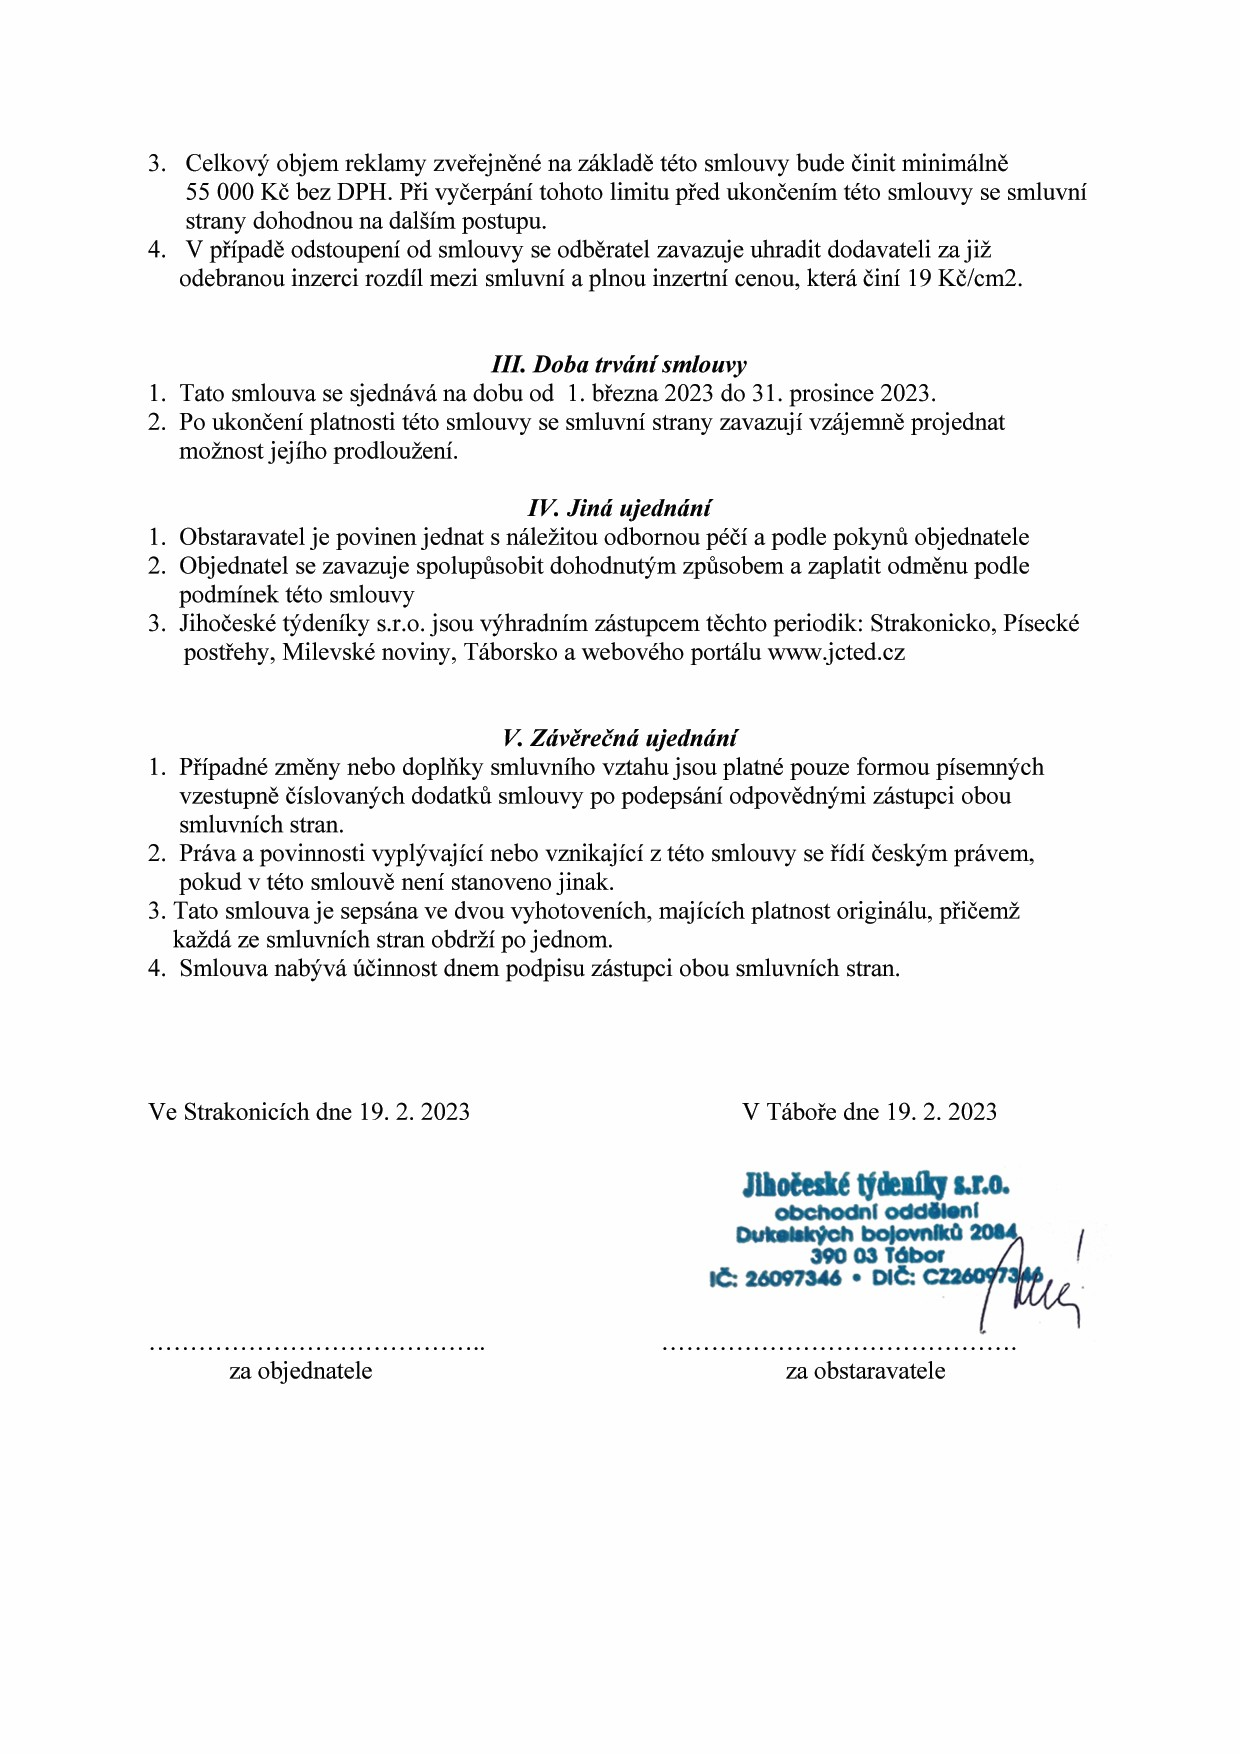 3. Celkový objem reklamy zveřejněné na základě této smlouvy bude činit minimálně
55 000 Kč bez DPH. Při vyčerpání tohoto limitu před ukončením této smlouvy se smluvní
strany dohodnou na dalším postupu.
4. V případě odstoupení od smlouvy se odběratel zavazuje uhradit dodavateli za již
odebranou inzerci rozdíl mezi smluvní a plnou inzertní cenou, která činí 19 Kč/cm2.
III. Doba trvání smlouvy
1. Tato smlouva se sjednává na dobu od 1. března 2023 do 31. prosince 2023.
2. Po ukončení platnosti této smlouvy se smluvní strany zavazují vzájemně projednat
možnost jejího prodloužení.
IV. Jiná ujednání
1. Obstaravatel je povinen jednat s náležitou odbornou péčí a podle pokynů objednatele
2. Objednatel se zavazuje spolupůsobit dohodnutým způsobem a zaplatit odměnu podle
podmínek této smlouvy
3. Jihočeské týdeníky s.r.o. jsou výhradním zástupcem těchto periodik: Strakonicko, Písecké
postřehy, Milevské noviny, Táborsko a webového portálu www.jcted.cz
V. Závěrečná ujednání
1. Případné změny nebo doplňky smluvního vztahu jsou platné pouze formou písemných
vzestupně číslovaných dodatků smlouvy po podepsání odpovědnými zástupci obou
smluvních stran.
2. Práva a povinnosti vyplývající nebo vznikající z této smlouvy se řídí českým právem,
pokud v této smlouvě není stanoveno jinak.
3. Tato smlouva je sepsána ve dvou vyhotoveních, majících platnost originálu, přičemž
každá ze smluvních stran obdrží po jednom.
4. Smlouva nabývá účinnost dnem podpisu zástupci obou smluvních stran.
Ve Strakonicích dne 19. 2. 2023 V Táboře dne 19. 2. 2023
Jihočeské týdeníky s.r.o.
obchodní oddělení
Dukelských bojovníků 2084
390 03 Tábor
IČ: 26097346 • DIČ: CZ26097346
………………………………….. …………………………………….
za objednatele za obstaravatele